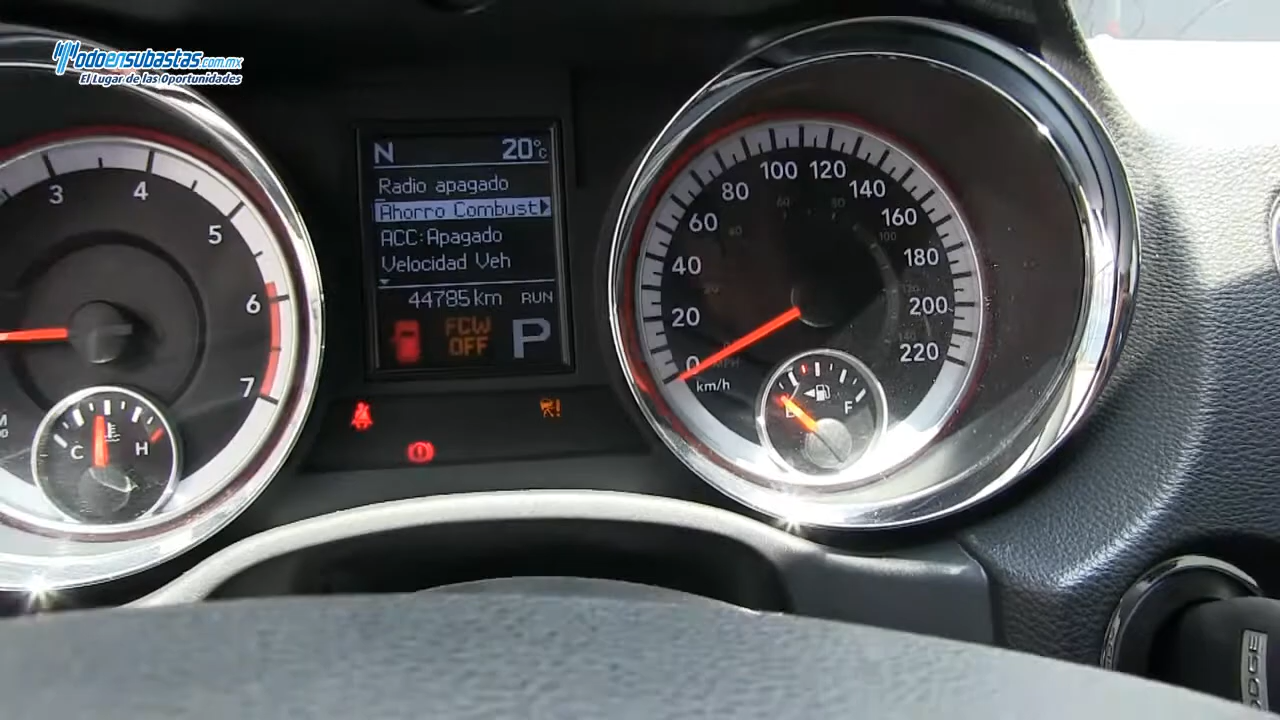 todoensubastas.com.mx
El Lugar de las Oportunidades
N 20°C
Radio apagado
Ahorro Combust
ACC:Apagado
Velocidad Veh
44785 km RUN
FCW OFF
P
3 4 5 6 7
C H
0 20 40 60 80 100 120 140 160 180 200 220
km/h
E F
DODGE